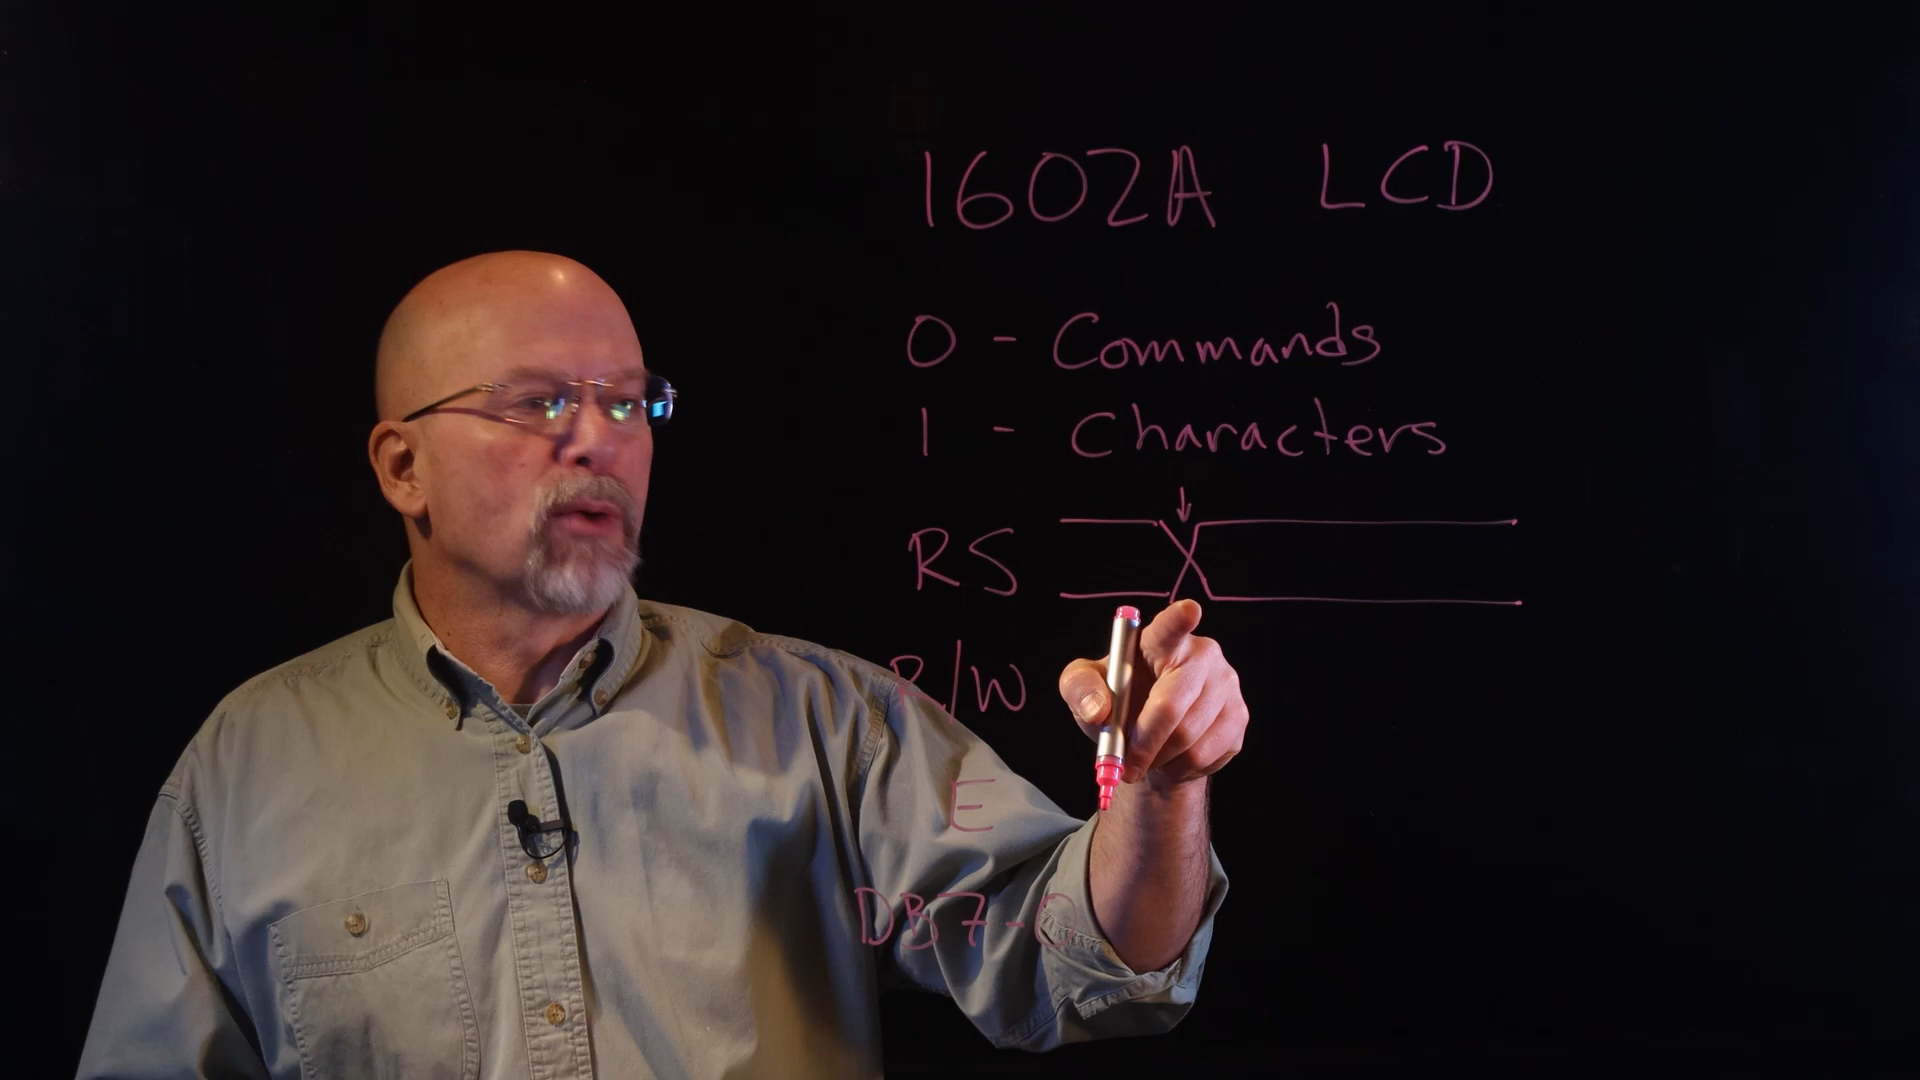 1602A LCD
0 - Commands
1 - Characters
RS
R/W
E
DB7-0